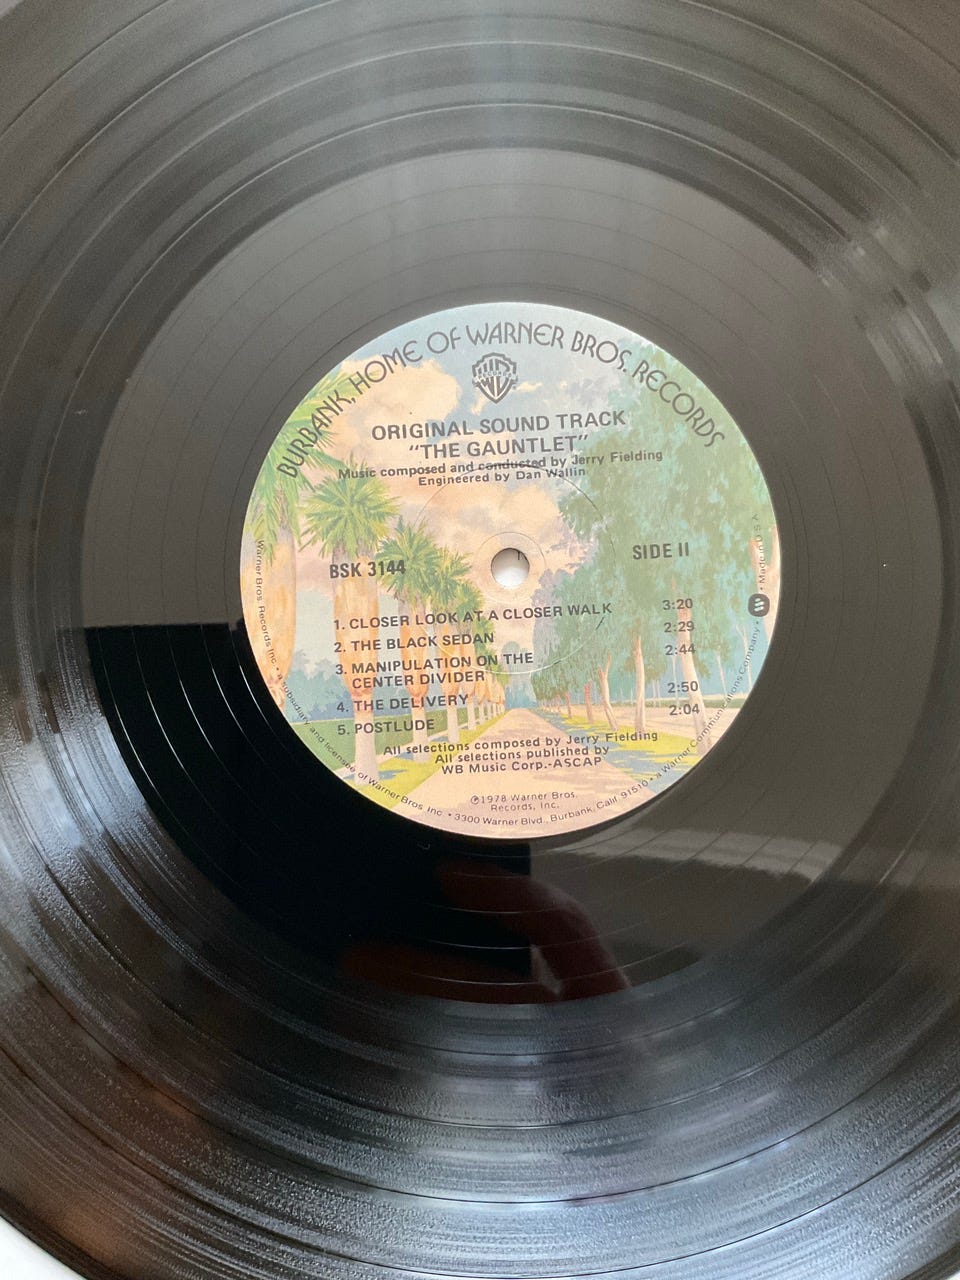 BURBANK, HOME OF WARNER BROS. RECORDS
WB
RECORDS
ORIGINAL SOUND TRACK
"THE GAUNTLET"
Music composed and conducted by Jerry Fielding
Engineered by Dan Wallin
BSK 3144
SIDE II
1. CLOSER LOOK AT A CLOSER WALK 3:20
2. THE BLACK SEDAN 2:29
3. MANIPULATION ON THE 2:44
CENTER DIVIDER
4. THE DELIVERY 2:50
5. POSTLUDE 2:04
All selections composed by Jerry Fielding
All selections published by
WB Music Corp.-ASCAP
℗1978 Warner Bros.
Records, Inc.
Warner Bros. Records Inc. • a subsidiary and licensee of Warner Bros. Inc. • 3300 Warner Blvd., Burbank, Calif. 91510 • a Warner Communications Company • Made in U.S.A.